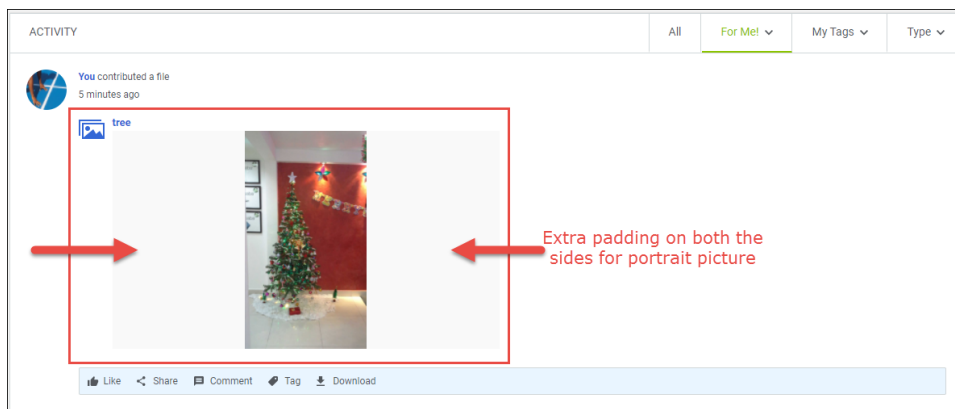 ACTIVITY
All
For Me!
My Tags
Type
You contributed a file
5 minutes ago
tree
Extra padding on both the
sides for portrait picture
Like
Share
Comment
Tag
Download